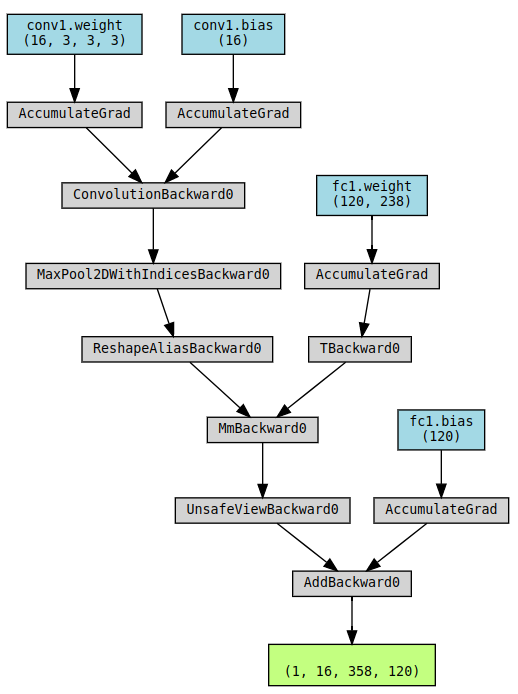 conv1.weight
(16, 3, 3, 3)
conv1.bias
(16)
AccumulateGrad
AccumulateGrad
ConvolutionBackward0
fc1.weight
(120, 238)
MaxPool2DWithIndicesBackward0
AccumulateGrad
ReshapeAliasBackward0
TBackward0
MmBackward0
fc1.bias
(120)
UnsafeViewBackward0
AccumulateGrad
AddBackward0
(1, 16, 358, 120)